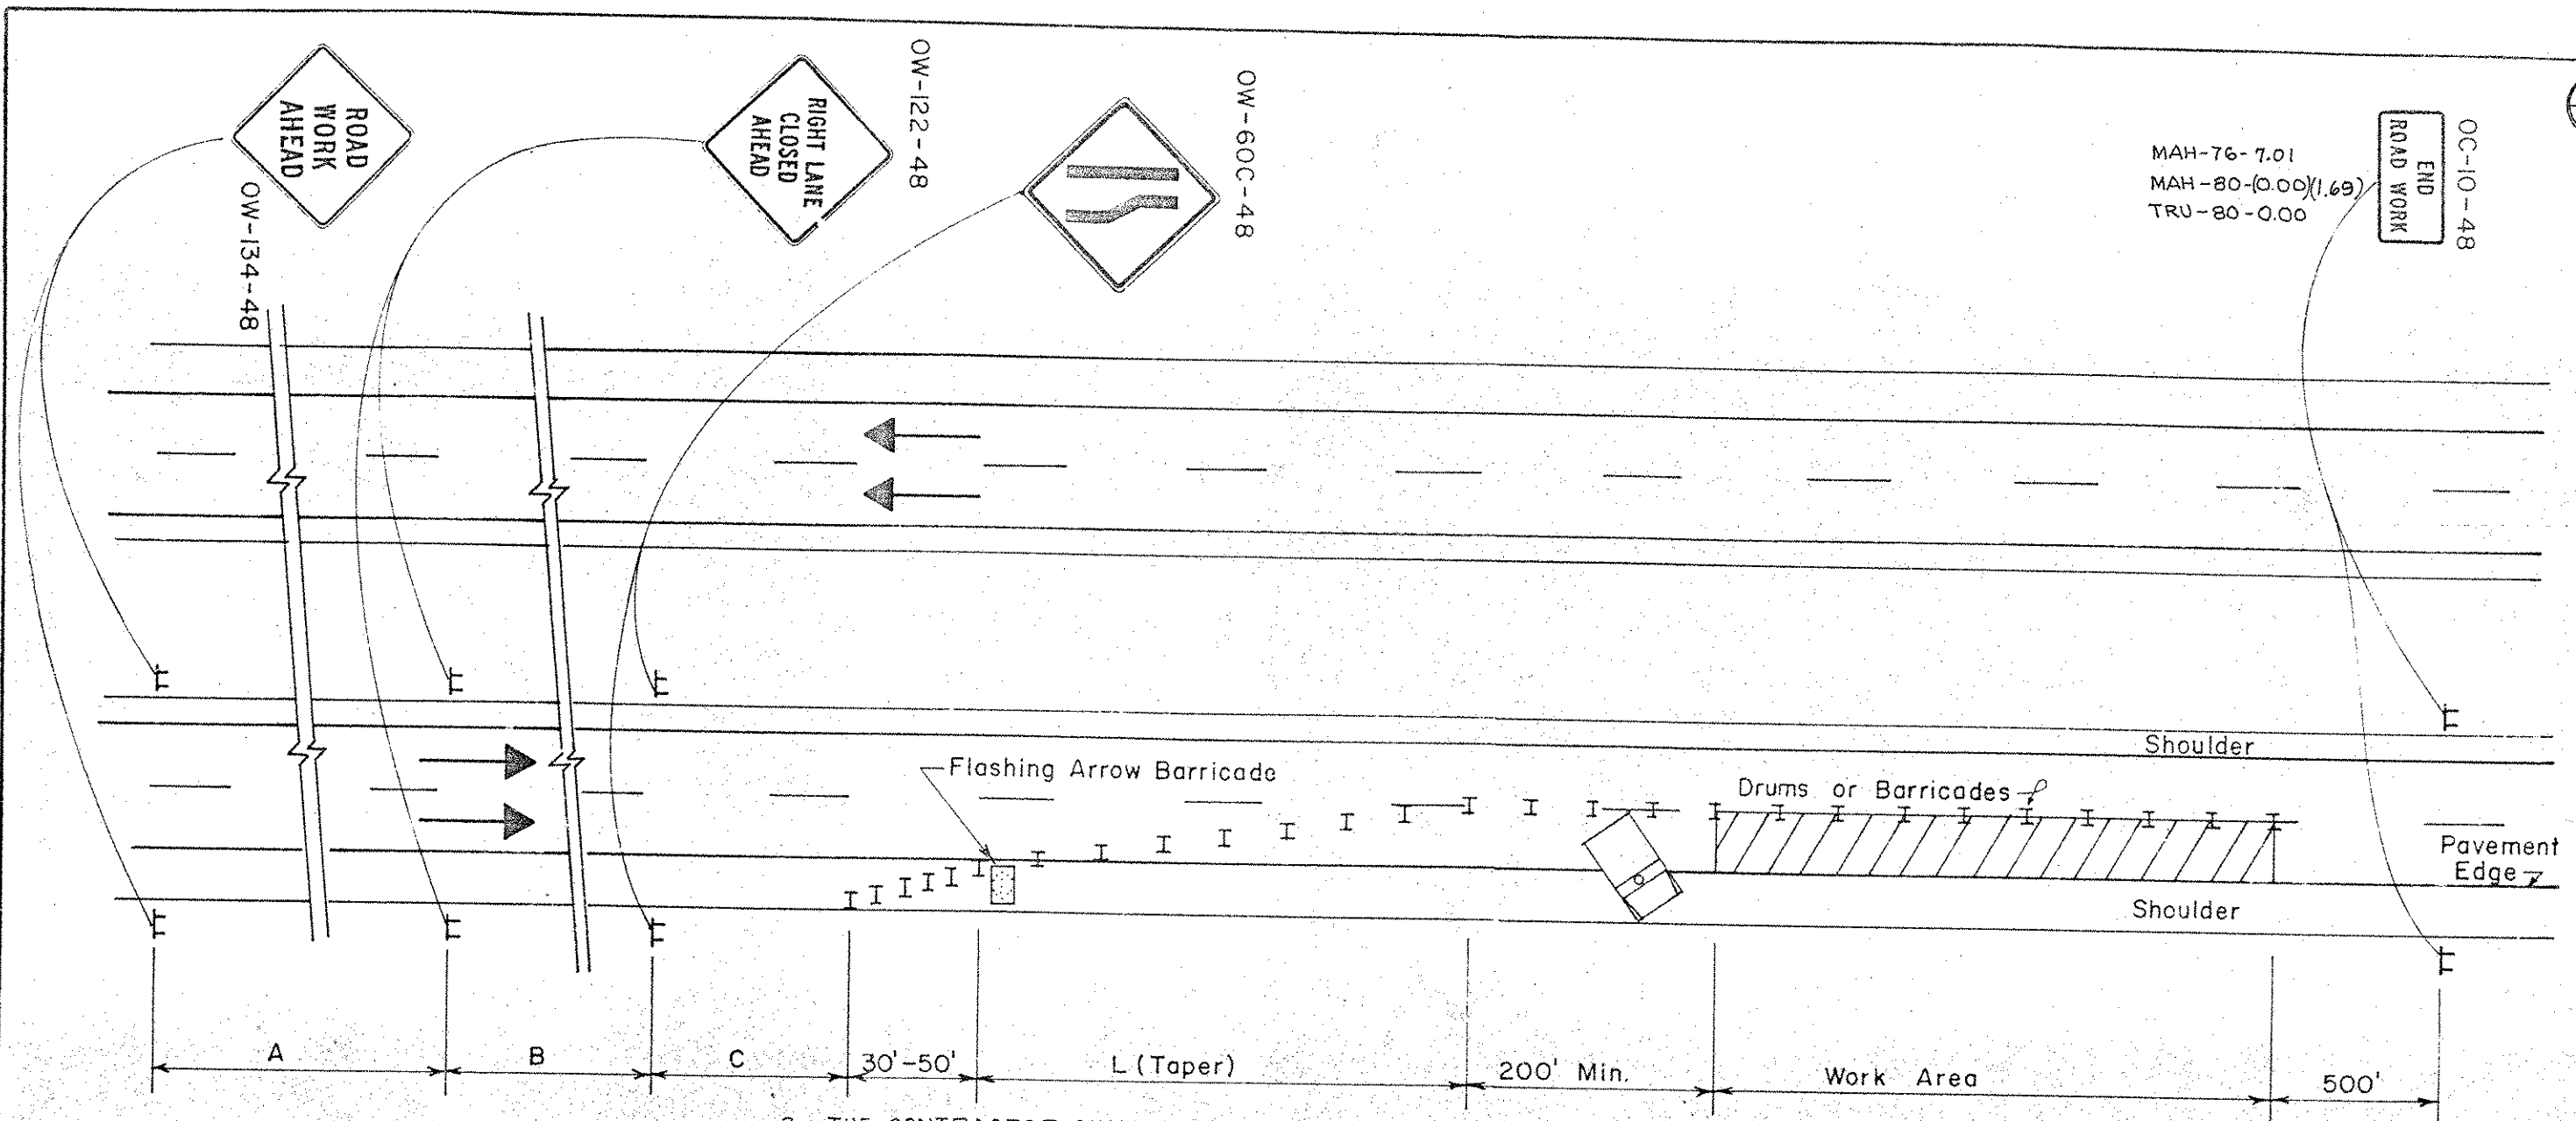 ROAD
WORK
AHEAD
OW-134-48
RIGHT LANE
CLOSED
AHEAD
OW-122-48
OW-60C-48
MAH-76-7.01
MAH-80-(0.00)(1.69)
TRU-80-0.00
END
ROAD WORK
OC-10-48
Shoulder
Flashing Arrow Barricade
Drums or Barricades
Pavement
Edge
Shoulder
A
B
C
30'-50'
L (Taper)
200' Min.
Work Area
500'
THE CONTRACTOR